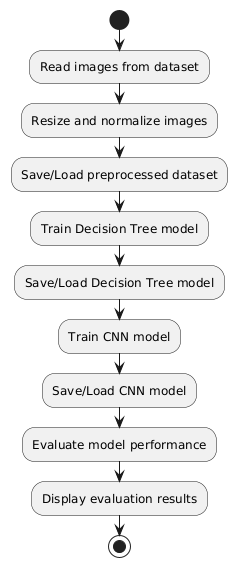 Read images from dataset
Resize and normalize images
Save/Load preprocessed dataset
Train Decision Tree model
Save/Load Decision Tree model
Train CNN model
Save/Load CNN model
Evaluate model performance
Display evaluation results